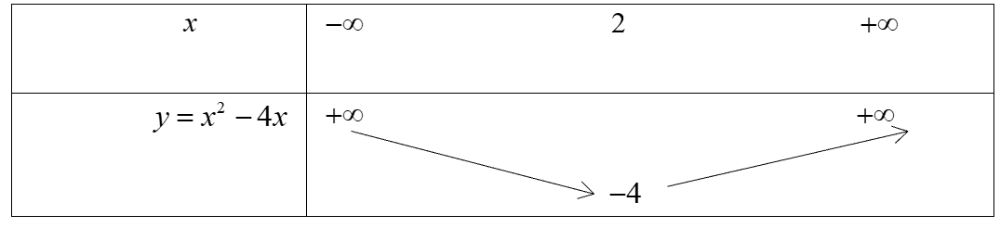 x −∞ 2 +∞
y = x² − 4x +∞ +∞
−4